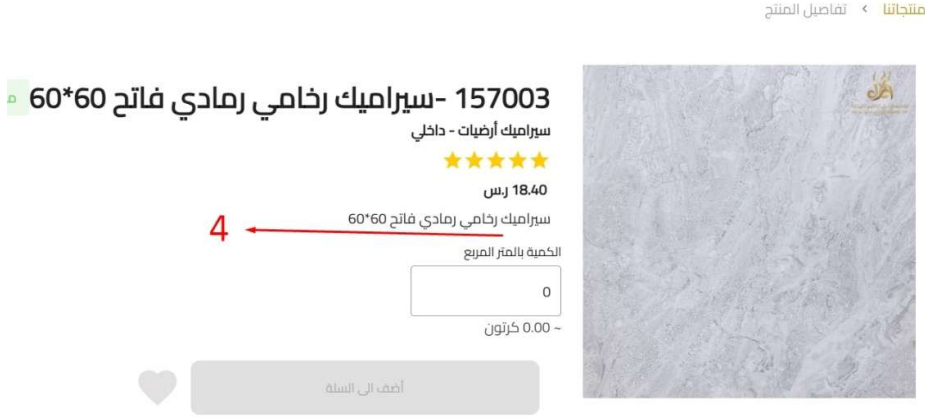 منتجاتنا > تفاصيل المنتج
157003 -سيراميك رخامي رمادي فاتح 60*60
سيراميك أرضيات - داخلي
18.40 ر.س
سيراميك رخامي رمادي فاتح 60*60
4
الكمية بالمتر المربع
0
~ 0.00 كرتون
أضف الى السلة